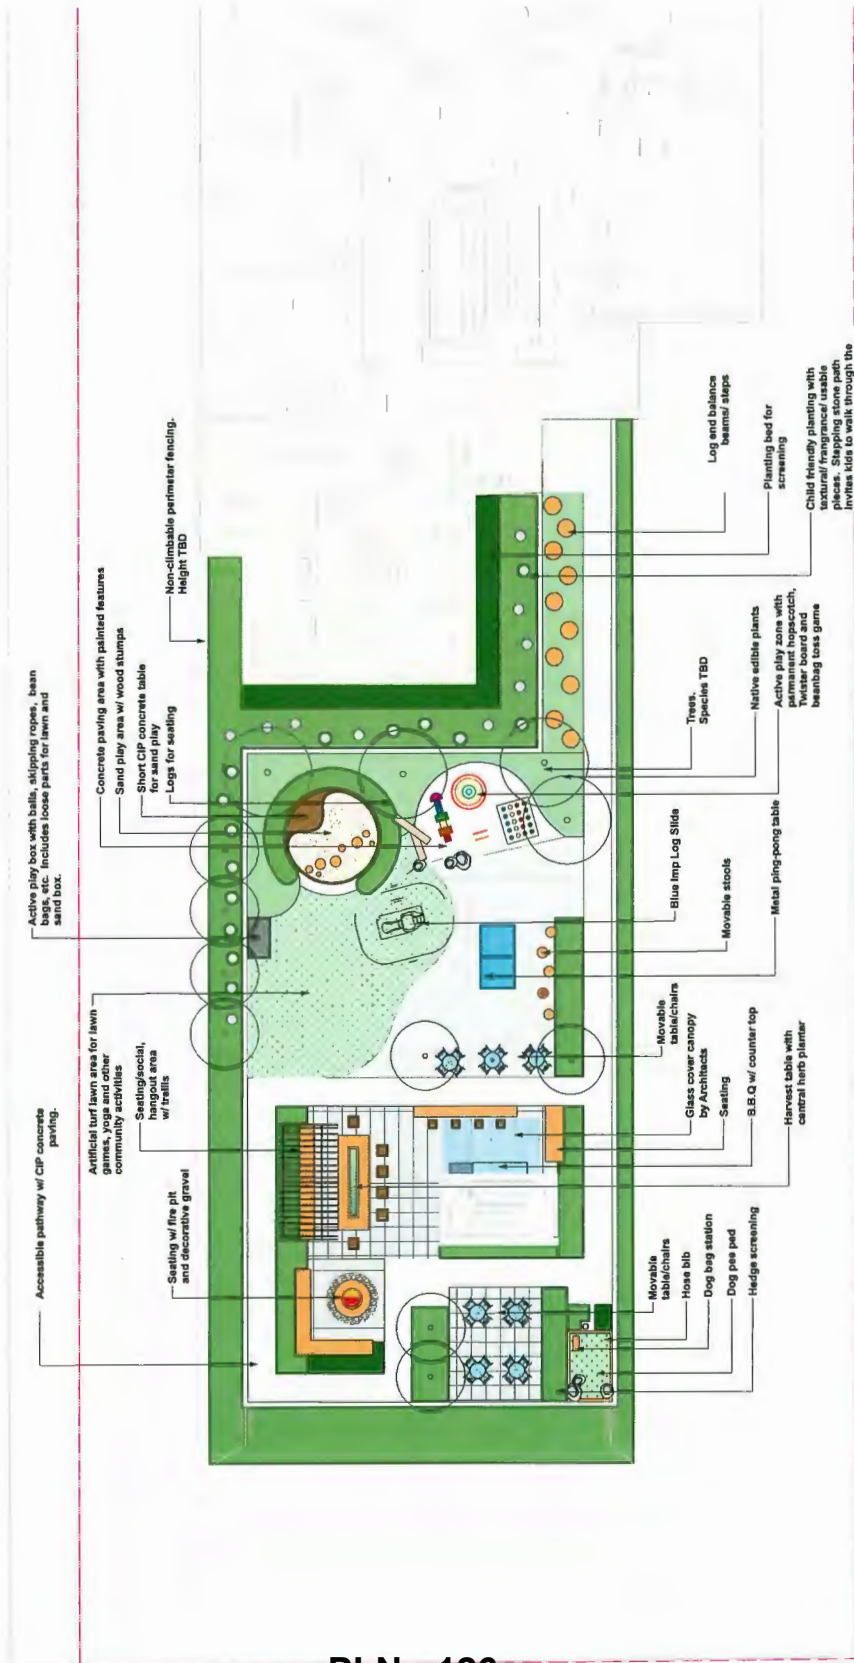 Accessible pathway w/ CIP concrete
paving.
Active play box with balls, skipping ropes, bean
bags, etc. Includes loose parts for lawn and
sand box.
Artificial turf lawn area for lawn
games, yoga and other
community activities
Seating/social,
hangout area
w/ trellis
Seating w/ fire pit
and decorative gravel
Concrete paving area with painted features
Sand play area w/ wood stumps
Short CIP concrete table
for sand play
Logs for seating
Non-climbable perimeter fencing.
Height TBD
Movable
table/chairs
Hose bib
Dog bag station
Dog pee ped
Hedge screening
Movable
table/chairs
Glass cover canopy
by Architects
Seating
B.B.Q w/ counter top
Harvest table with
central herb planter
Blue Imp Log Slide
Movable stools
Metal ping-pong table
Trees.
Species TBD
Native edible plants
Active play zone with
permanent hopscotch,
Twister board and
beanbag toss game
Log end balance
beams/ steps
Planting bed for
screening
Child friendly planting with
textural/ frangrance/ usable
pieces. Stepping stone path
invites kids to walk through the